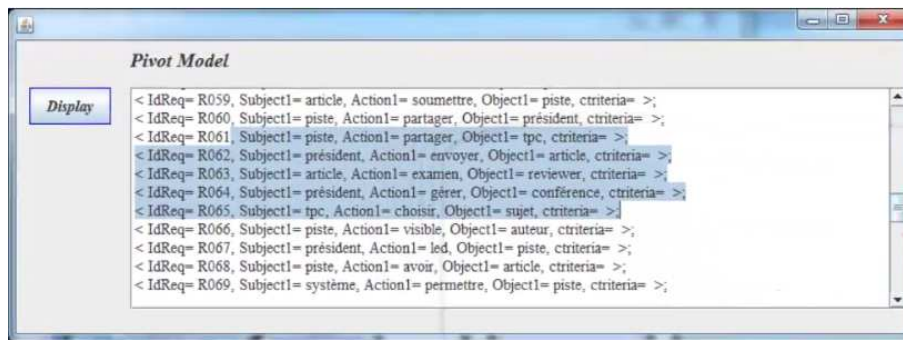 Pivot Model
Display
< IdReq= R059, Subject1= article, Action1= soumettre, Object1= piste, ctriteria=  >;
< IdReq= R060, Subject1= piste, Action1= partager, Object1= président, ctriteria=  >;
< IdReq= R061, Subject1= piste, Action1= partager, Object1= tpc, ctriteria=  >;
< IdReq= R062, Subject1= président, Action1= envoyer, Object1= article, ctriteria=  >;
< IdReq= R063, Subject1= article, Action1= examen, Object1= reviewer, ctriteria=  >;
< IdReq= R064, Subject1= président, Action1= gérer, Object1= conférence, ctriteria=  >;
< IdReq= R065, Subject1= tpc, Action1= choisir, Object1= sujet, ctriteria=  >;
< IdReq= R066, Subject1= piste, Action1= visible, Object1= auteur, ctriteria=  >;
< IdReq= R067, Subject1= président, Action1= led, Object1= piste, ctriteria=  >;
< IdReq= R068, Subject1= piste, Action1= avoir, Object1= article, ctriteria=  >;
< IdReq= R069, Subject1= système, Action1= permettre, Object1= piste, ctriteria=  >;